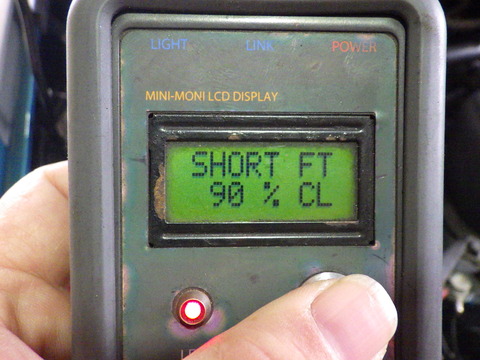 LIGHT LINK POWER
MINI-MONI LCD DISPLAY
SHORT FT
90 % CL